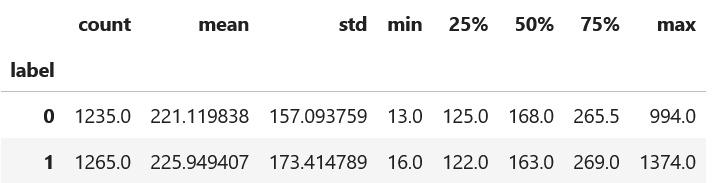 count mean std min 25% 50% 75% max
label
0 1235.0 221.119838 157.093759 13.0 125.0 168.0 265.5 994.0
1 1265.0 225.949407 173.414789 16.0 122.0 163.0 269.0 1374.0